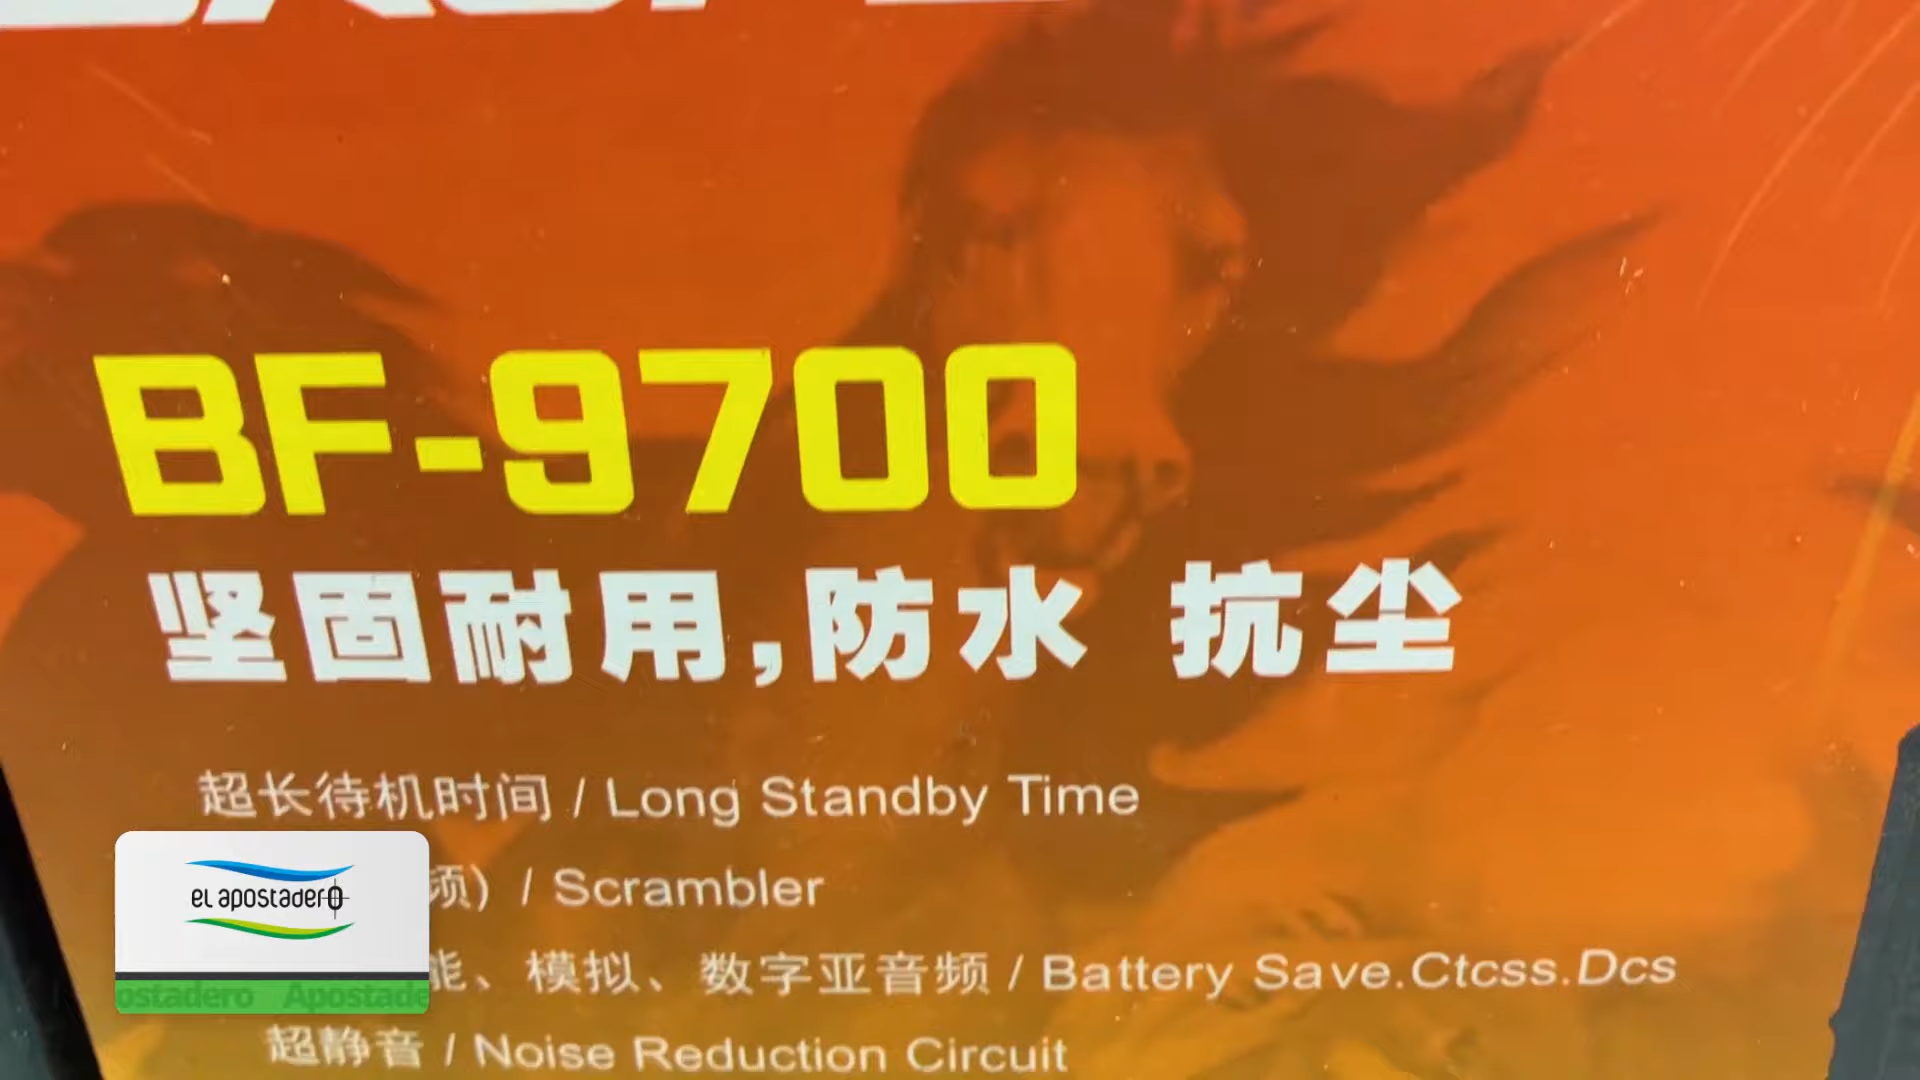 BF-9700
坚固耐用,防水 抗尘
超长待机时间 / Long Standby Time
频) / Scrambler
能、模拟、数字亚音频 / Battery Save.Ctcss.Dcs
超静音 / Noise Reduction Circuit
eL apostaderO
ostadero Apostade